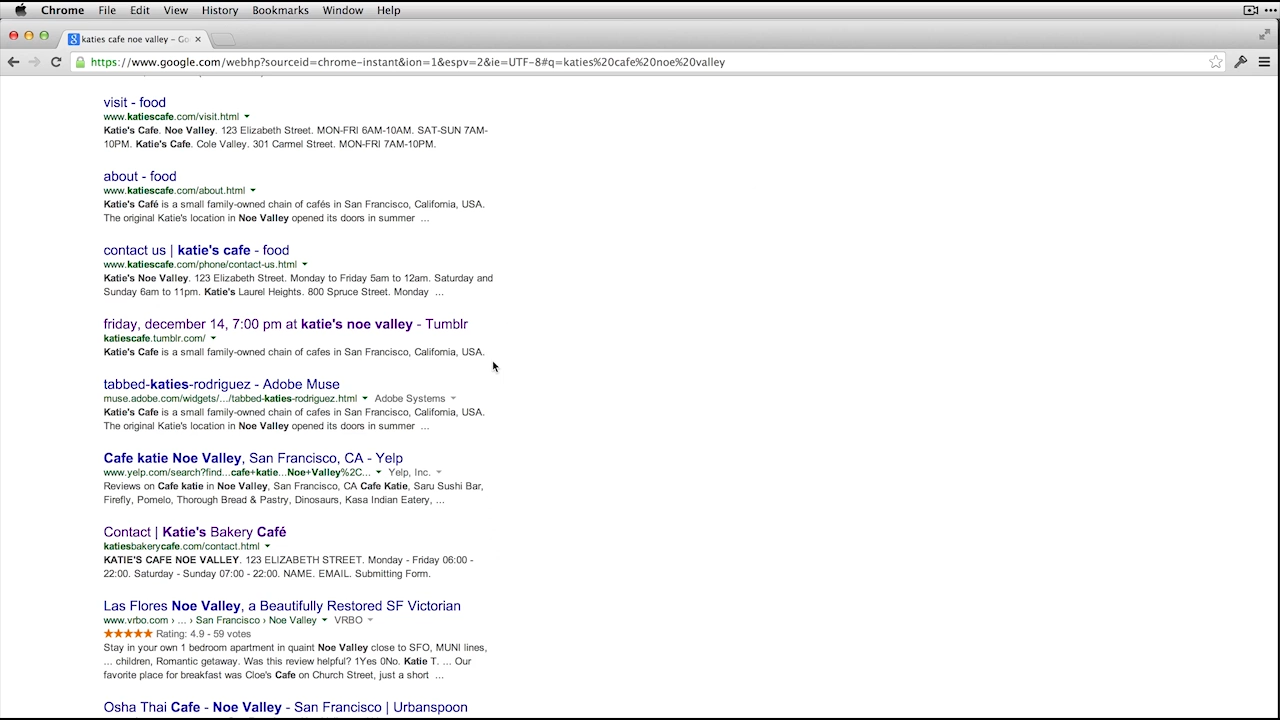 Chrome File Edit View History Bookmarks Window Help
katies cafe noe valley - Go
https://www.google.com/webhp?sourceid=chrome-instant&ion=1&espv=2&ie=UTF-8#q=katies%20cafe%20noe%20valley
visit - food
www.katiescafe.com/visit.html
Katie's Cafe. Noe Valley. 123 Elizabeth Street. MON-FRI 6AM-10AM. SAT-SUN 7AM-
10PM. Katie's Cafe. Cole Valley. 301 Carmel Street. MON-FRI 7AM-10PM.
about - food
www.katiescafe.com/about.html
Katie's Café is a small family-owned chain of cafés in San Francisco, California, USA.
The original Katie's location in Noe Valley opened its doors in summer ...
contact us | katie's cafe - food
www.katiescafe.com/phone/contact-us.html
Katie's Noe Valley. 123 Elizabeth Street. Monday to Friday 5am to 12am. Saturday and
Sunday 6am to 11pm. Katie's Laurel Heights. 800 Spruce Street. Monday ...
friday, december 14, 7:00 pm at katie's noe valley - Tumblr
katiescafe.tumblr.com/
Katie's Cafe is a small family-owned chain of cafes in San Francisco, California, USA.
tabbed-katies-rodriguez - Adobe Muse
muse.adobe.com/widgets/.../tabbed-katies-rodriguez.html Adobe Systems
Katie's Cafe is a small family-owned chain of cafes in San Francisco, California, USA.
The original Katie's location in Noe Valley opened its doors in summer ...
Cafe katie Noe Valley, San Francisco, CA - Yelp
www.yelp.com/search?find...cafe+katie...Noe+Valley%2C... Yelp, Inc.
Reviews on Cafe katie in Noe Valley, San Francisco, CA Cafe Katie, Saru Sushi Bar,
Firefly, Pomelo, Thorough Bread & Pastry, Dinosaurs, Kasa Indian Eatery, ...
Contact | Katie's Bakery Café
katiesbakerycafe.com/contact.html
KATIE'S CAFE NOE VALLEY. 123 ELIZABETH STREET. Monday - Friday 06:00 -
22:00. Saturday - Sunday 07:00 - 22:00. NAME. EMAIL. Submitting Form.
Las Flores Noe Valley, a Beautifully Restored SF Victorian
www.vrbo.com › ... › San Francisco › Noe Valley VRBO
Rating: 4.9 - 59 votes
Stay in your own 1 bedroom apartment in quaint Noe Valley close to SFO, MUNI lines,
... children, Romantic getaway. Was this review helpful? 1Yes 0No. Katie T. ... Our
favorite place for breakfast was Cloe's Cafe on Church Street, just a short ...
Osha Thai Cafe - Noe Valley - San Francisco | Urbanspoon